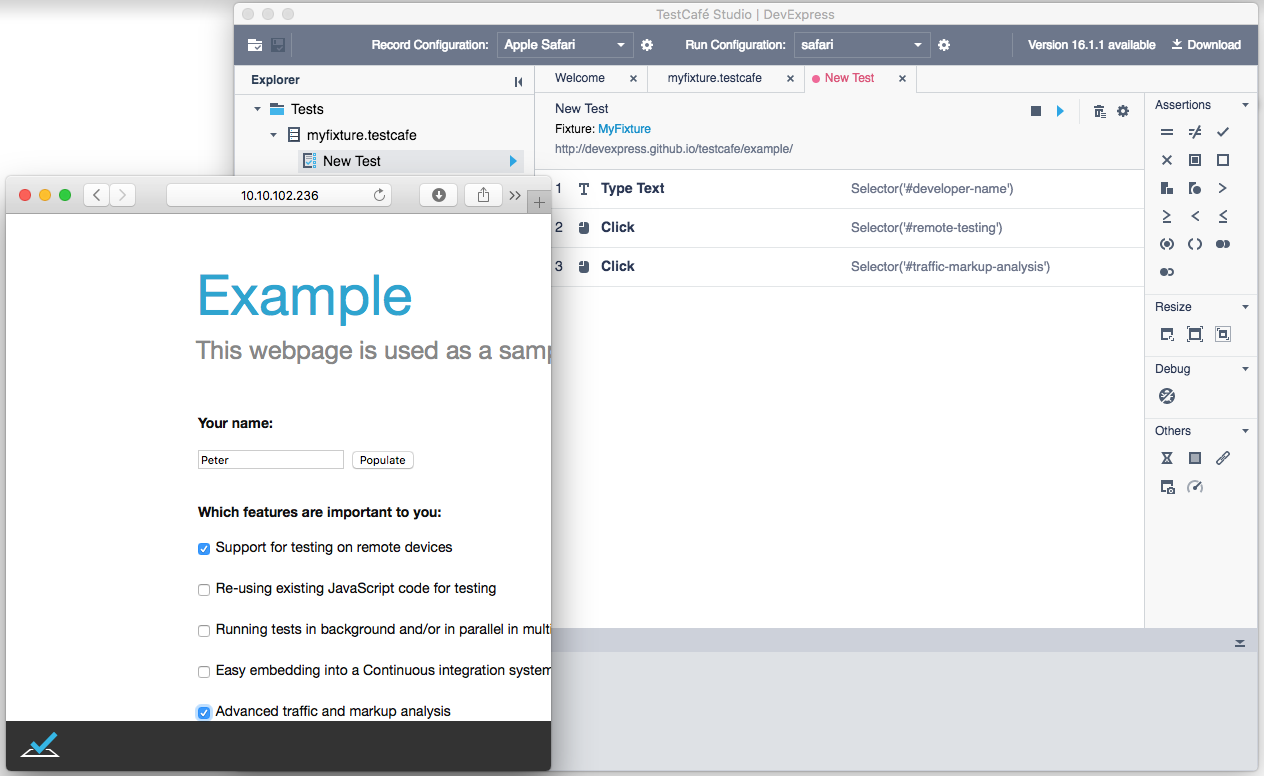 TestCafé Studio | DevExpress
Record Configuration: Apple Safari Run Configuration: safari Version 16.1.1 available Download
Explorer
Tests
myfixture.testcafe
New Test
Welcome × myfixture.testcafe × New Test ×
New Test
Fixture: MyFixture
http://devexpress.github.io/testcafe/example/
1 Type Text Selector('#developer-name')
2 Click Selector('#remote-testing')
3 Click Selector('#traffic-markup-analysis')
Assertions
Resize
Debug
Others
10.10.102.236
Example
This webpage is used as a samp
Your name:
Peter Populate
Which features are important to you:
Support for testing on remote devices
Re-using existing JavaScript code for testing
Running tests in background and/or in parallel in multi
Easy embedding into a Continuous integration system
Advanced traffic and markup analysis